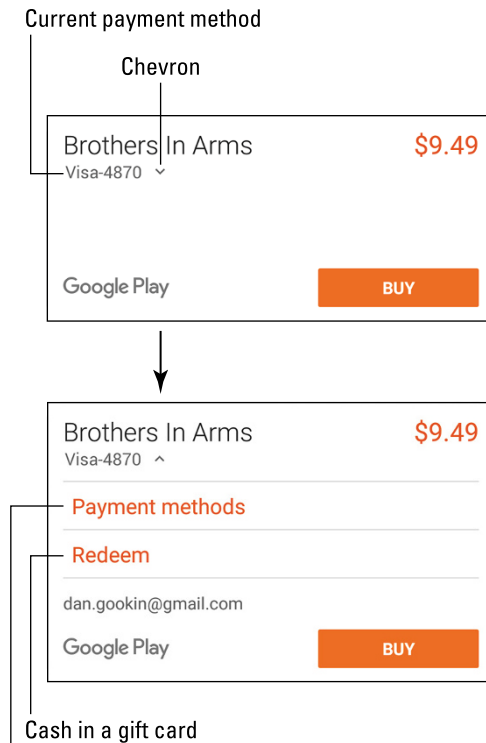 Current payment method
Chevron
Brothers In Arms $9.49
Visa-4870
Google Play BUY
Brothers In Arms $9.49
Visa-4870
Payment methods
Redeem
dan.gookin@gmail.com
Google Play BUY
Cash in a gift card